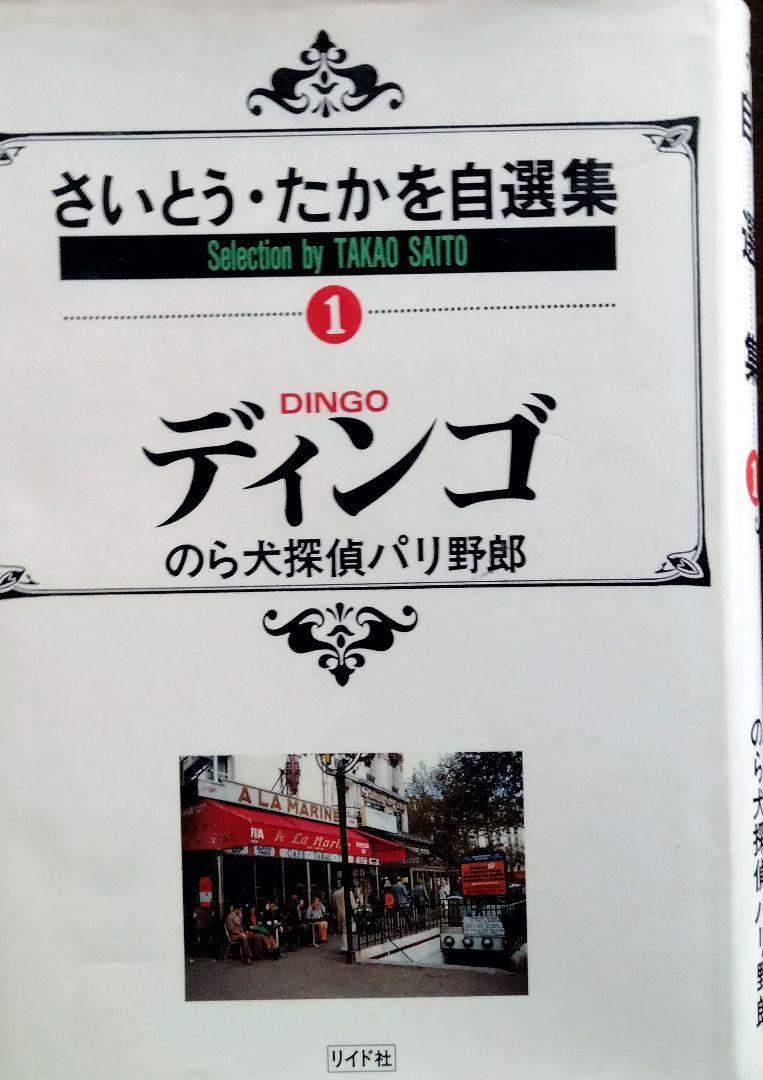 さいとう・たかを自選集
Selection by TAKAO SAITO
1
DINGO
ディンゴ
のら犬探偵パリ野郎
A LA MARINE
A La Marine
CAFÉ - TABAC
リイド社
1
のら犬探偵パリ野郎